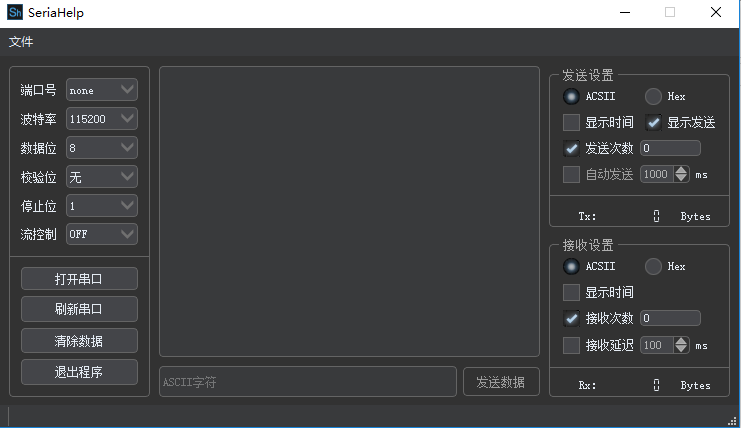 Sh SeriaHelp
文件
端口号 none
波特率 115200
数据位 8
校验位 无
停止位 1
流控制 OFF
打开串口
刷新串口
清除数据
退出程序
ASCII字符
发送数据
发送设置
ACSII Hex
显示时间 显示发送
发送次数 0
自动发送 1000 ms
Tx: 0 Bytes
接收设置
ACSII Hex
显示时间
接收次数 0
接收延迟 100 ms
Rx: 0 Bytes